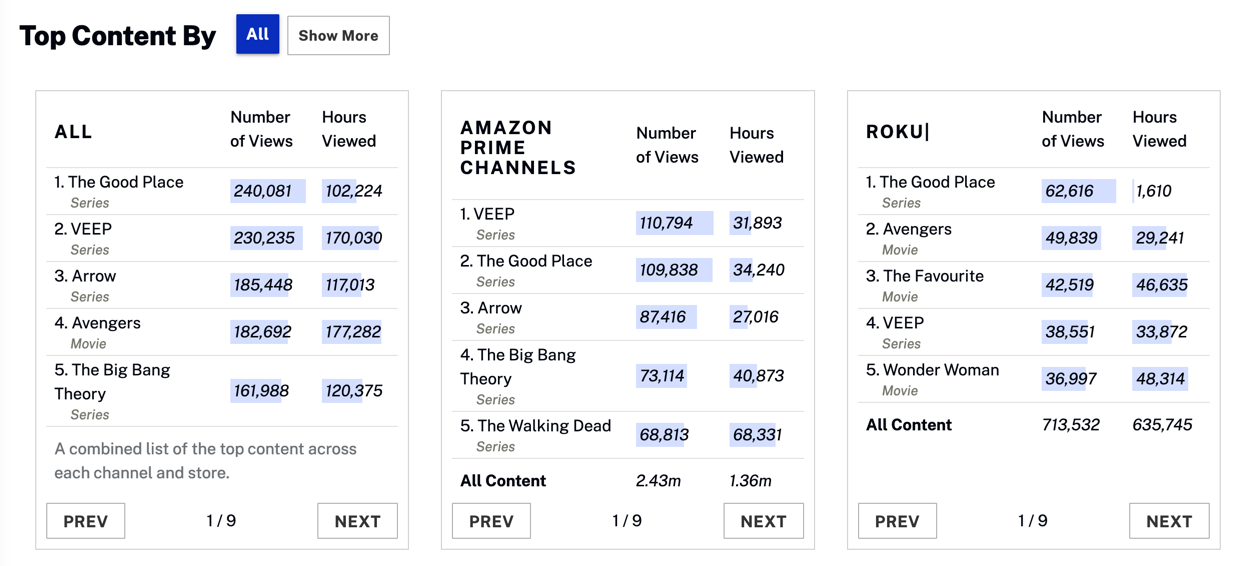 Top Content By All Show More
ALL Number of Views Hours Viewed
1. The Good Place 240,081 102,224
Series
2. VEEP 230,235 170,030
Series
3. Arrow 185,448 117,013
Series
4. Avengers 182,692 177,282
Movie
5. The Big Bang
Theory 161,988 120,375
Series
A combined list of the top content across
each channel and store.
PREV 1 / 9 NEXT
AMAZON
PRIME
CHANNELS
Number of Views Hours Viewed
1. VEEP 110,794 31,893
Series
2. The Good Place 109,838 34,240
Series
3. Arrow 87,416 27,016
Series
4. The Big Bang
Theory 73,114 40,873
Series
5. The Walking Dead 68,813 68,331
Series
All Content 2.43m 1.36m
PREV 1 / 9 NEXT
ROKU| Number of Views Hours Viewed
1. The Good Place 62,616 1,610
Series
2. Avengers 49,839 29,241
Movie
3. The Favourite 42,519 46,635
Movie
4. VEEP 38,551 33,872
Series
5. Wonder Woman 36,997 48,314
Movie
All Content 713,532 635,745
PREV 1 / 9 NEXT